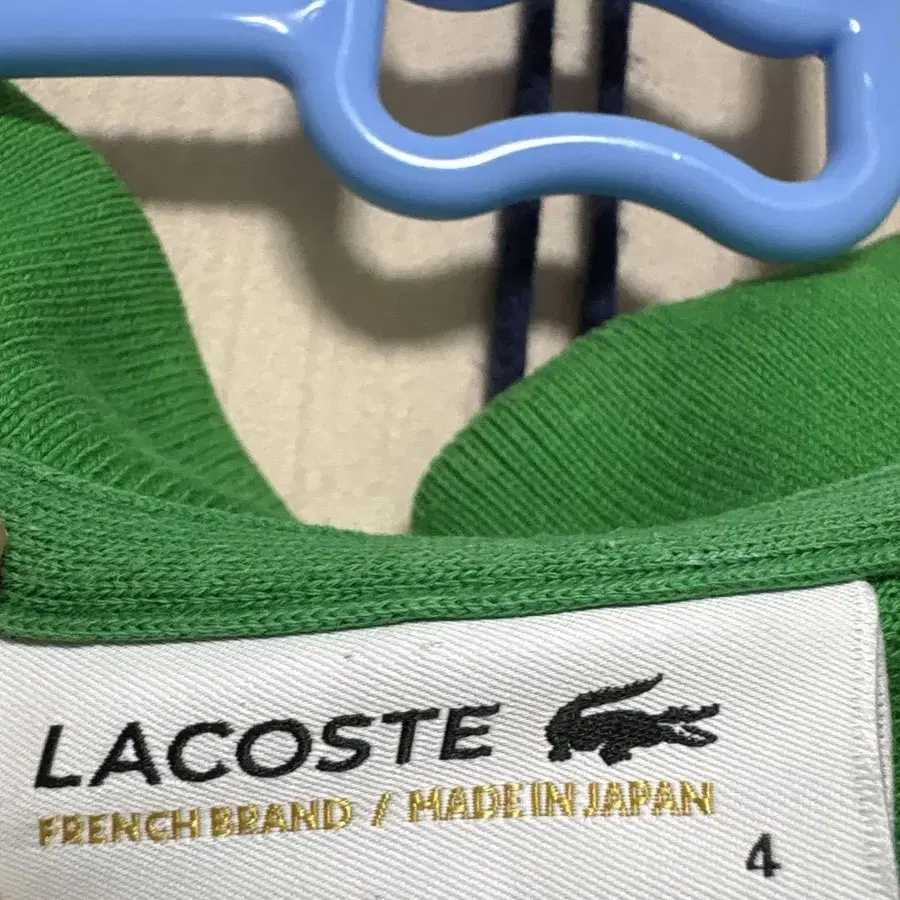 LACOSTE
FRENCH BRAND / MADE IN JAPAN
4